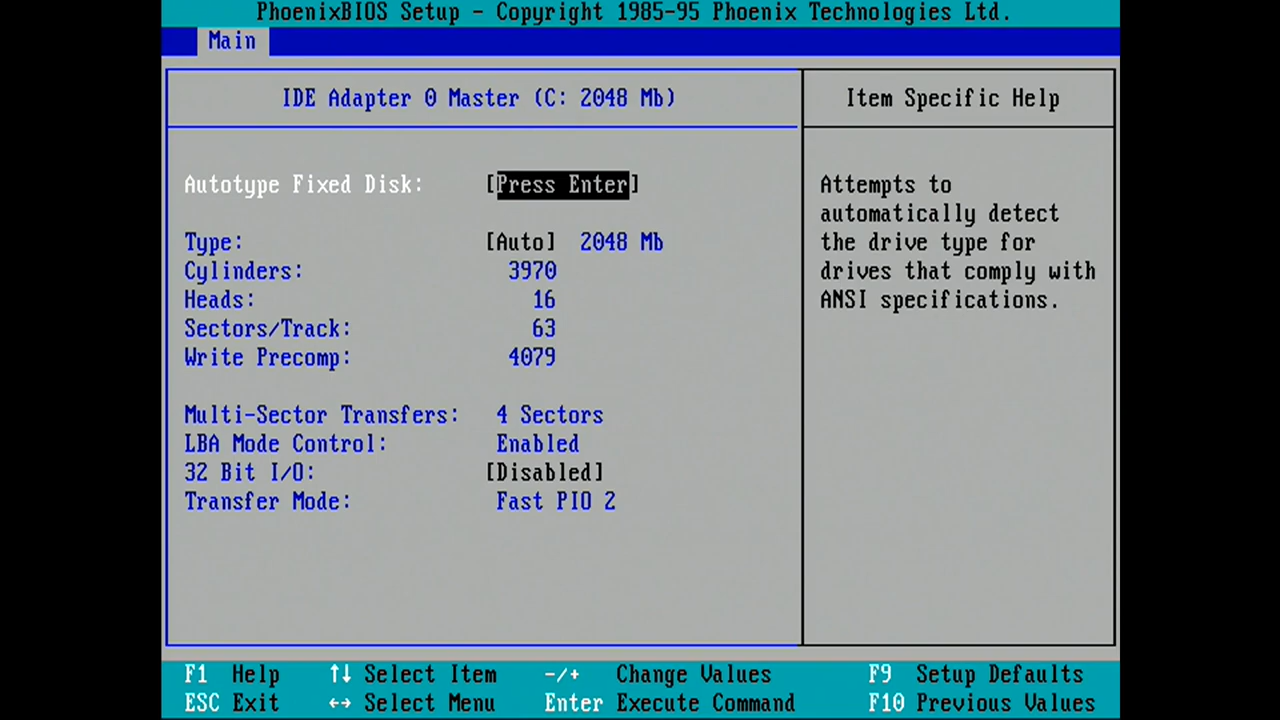 PhoenixBIOS Setup - Copyright 1985-95 Phoenix Technologies Ltd.
Main
IDE Adapter 0 Master (C: 2048 Mb)
Item Specific Help
Autotype Fixed Disk: [Press Enter]
Type: [Auto] 2048 Mb
Cylinders: 3970
Heads: 16
Sectors/Track: 63
Write Precomp: 4079
Multi-Sector Transfers: 4 Sectors
LBA Mode Control: Enabled
32 Bit I/O: [Disabled]
Transfer Mode: Fast PIO 2
Attempts to
automatically detect
the drive type for
drives that comply with
ANSI specifications.
F1 Help ↑↓ Select Item -/+ Change Values F9 Setup Defaults
ESC Exit ↔ Select Menu Enter Execute Command F10 Previous Values